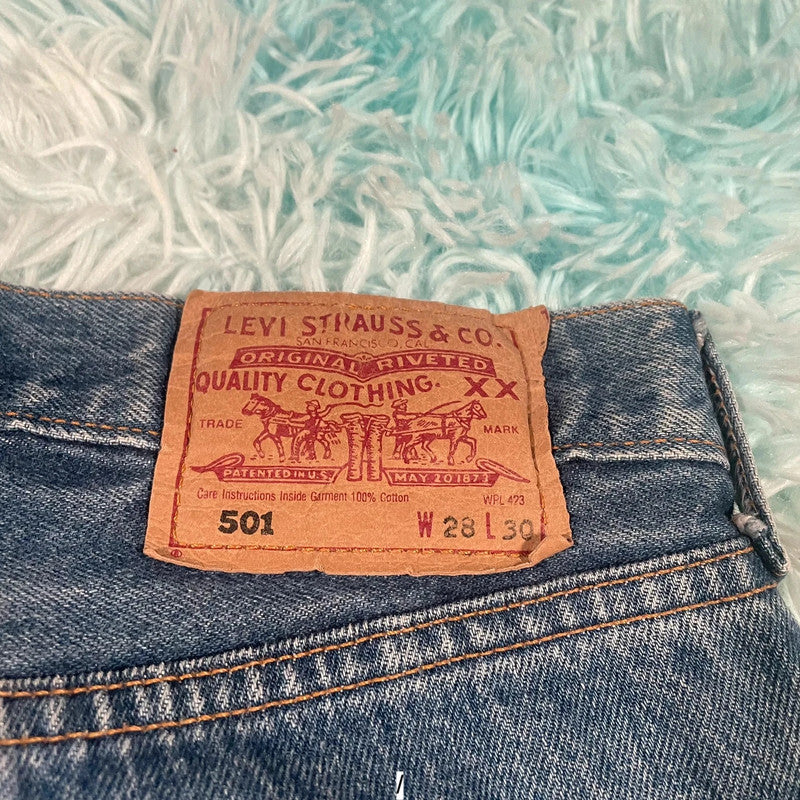 LEVI STRAUSS & CO.
SAN FRANCISCO, CAL
ORIGINAL RIVETED
QUALITY CLOTHING. XX
TRADE MARK
PATENTED IN U.S. MAY 20 1873
Care Instructions Inside Garment 100% Cotton WPL 423
501 W 28 L 30
®